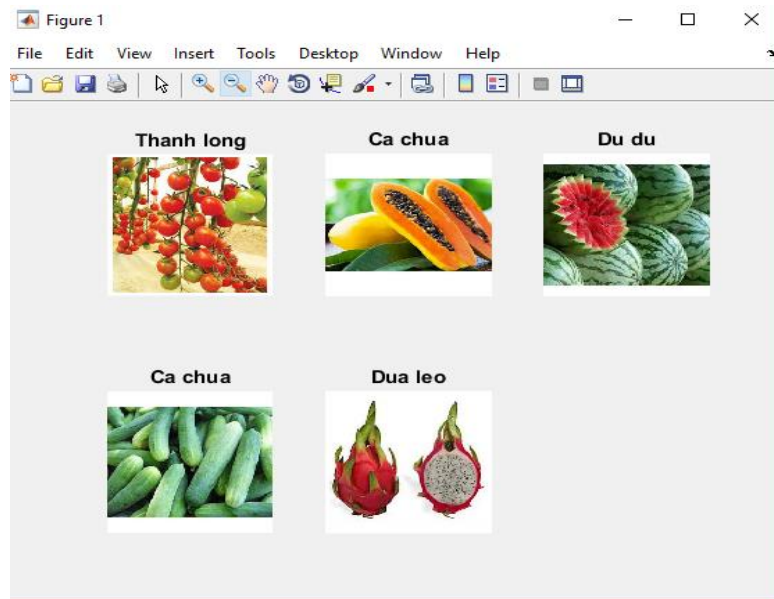 Figure 1
File Edit View Insert Tools Desktop Window Help
Thanh long Ca chua Du du
Ca chua Dua leo